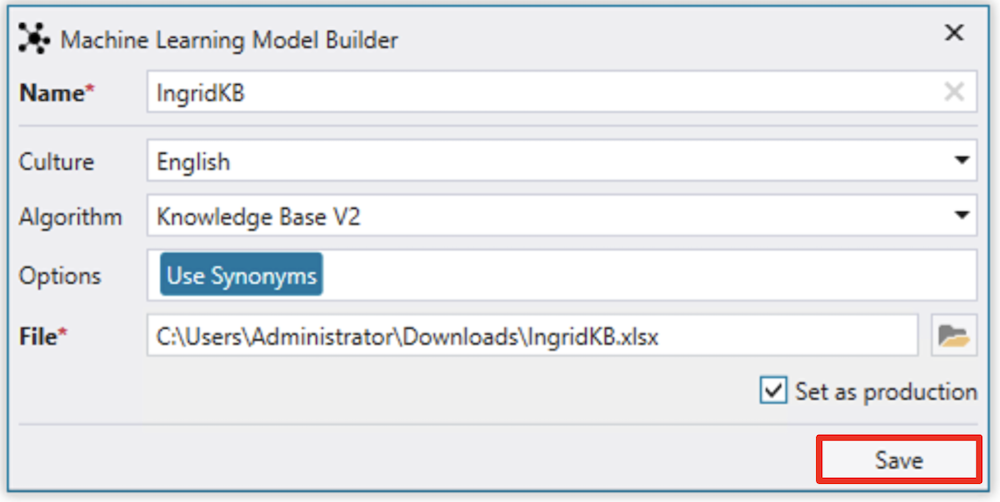 Machine Learning Model Builder
Name* IngridKB
Culture English
Algorithm Knowledge Base V2
Options Use Synonyms
File* C:\Users\Administrator\Downloads\IngridKB.xlsx
Set as production
Save